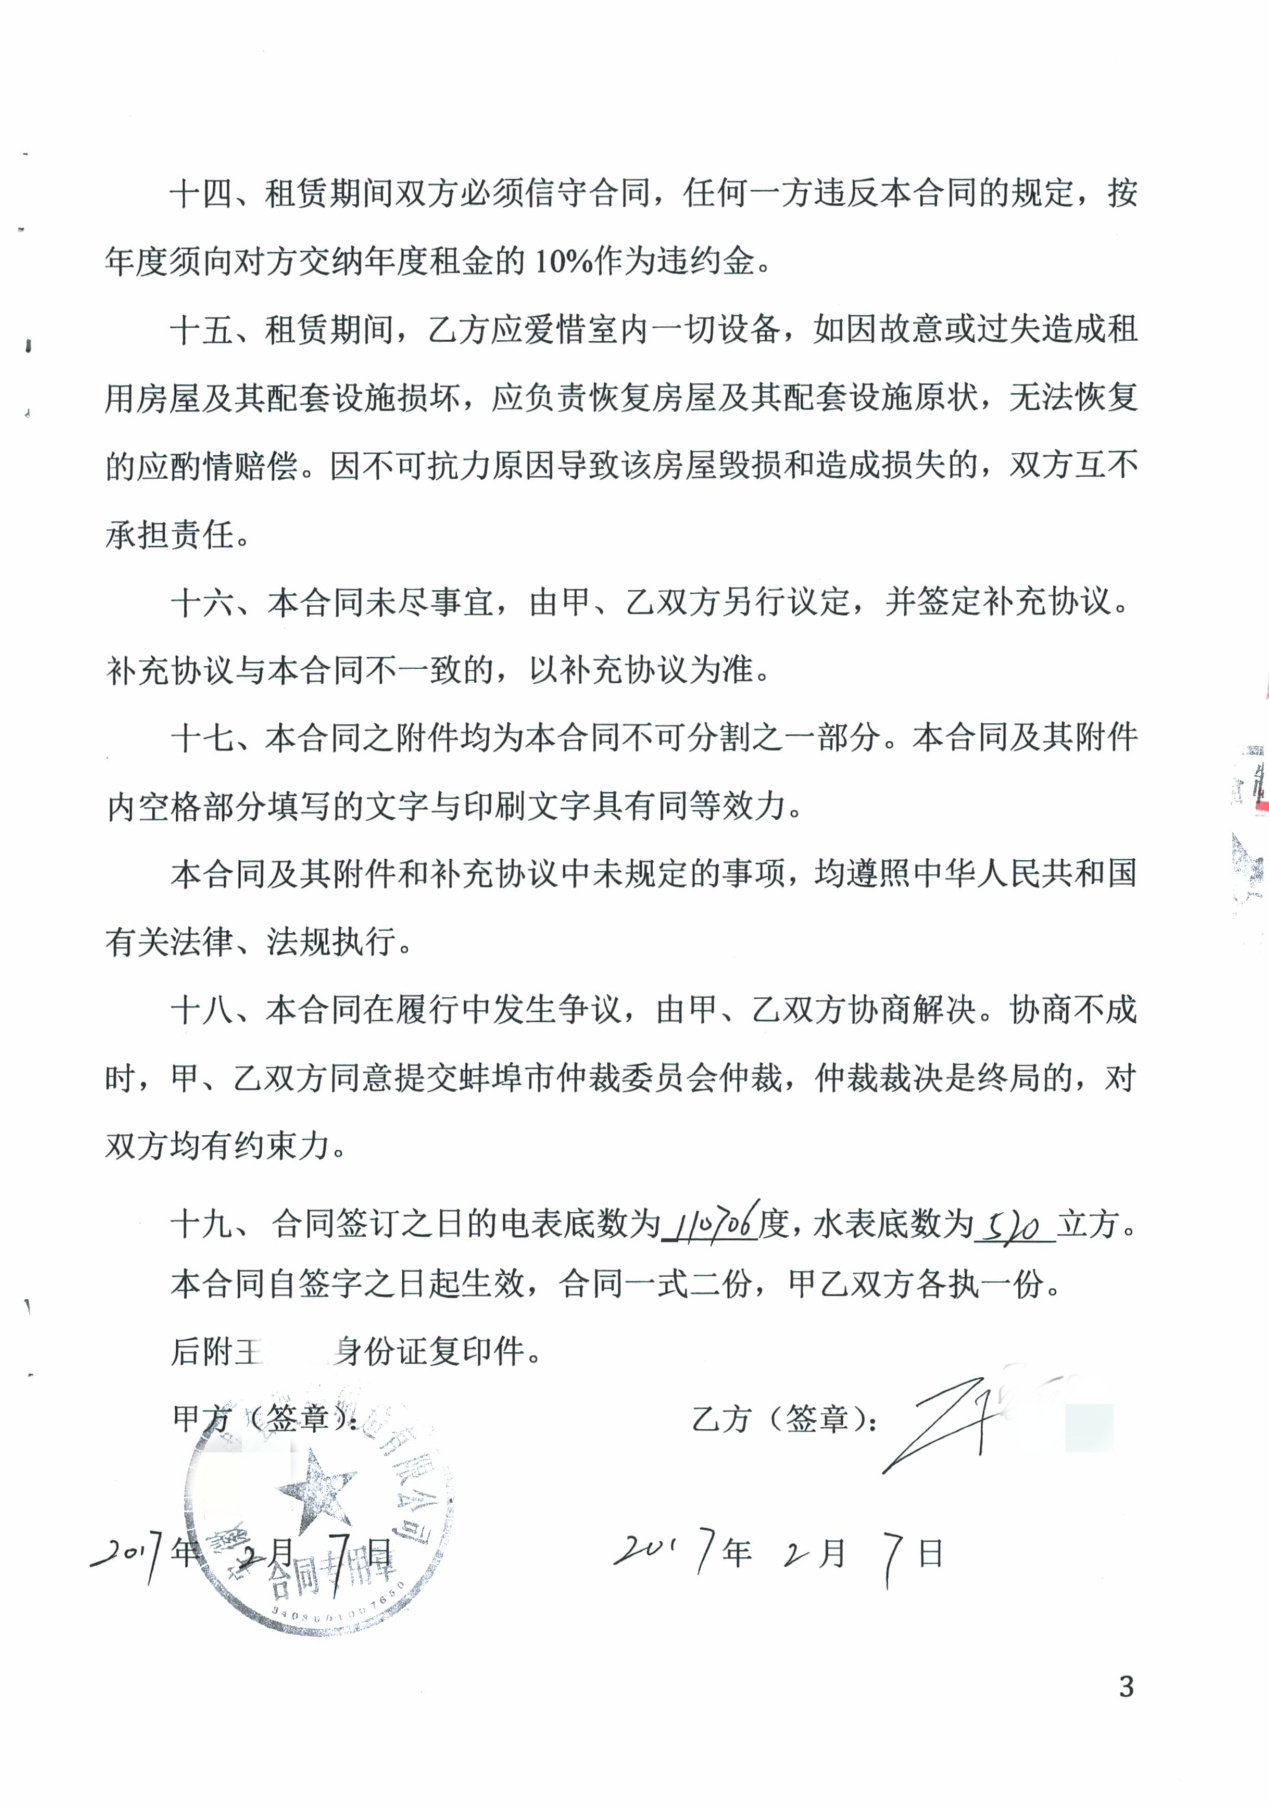 十四、租赁期间双方必须信守合同，任何一方违反本合同的规定，按
年度须向对方交纳年度租金的10%作为违约金。
十五、租赁期间，乙方应爱惜室内一切设备，如因故意或过失造成租
用房屋及其配套设施损坏，应负责恢复房屋及其配套设施原状，无法恢复
的应酌情赔偿。因不可抗力原因导致该房屋毁损和造成损失的，双方互不
承担责任。
十六、本合同未尽事宜，由甲、乙双方另行议定，并签定补充协议。
补充协议与本合同不一致的，以补充协议为准。
十七、本合同之附件均为本合同不可分割之一部分。本合同及其附件
内空格部分填写的文字与印刷文字具有同等效力。
本合同及其附件和补充协议中未规定的事项，均遵照中华人民共和国
有关法律、法规执行。
十八、本合同在履行中发生争议，由甲、乙双方协商解决。协商不成
时，甲、乙双方同意提交蚌埠市仲裁委员会仲裁，仲裁裁决是终局的，对
双方均有约束力。
十九、 合同签订之日的电表底数为110706度，水表底数为520立方。
本合同自签字之日起生效，合同一式二份，甲乙双方各执一份。
后附王 身份证复印件。
甲方（签章）： 乙方（签章）：
有限公司
2017年2月7日 2017年2月7日
合同专用章
3